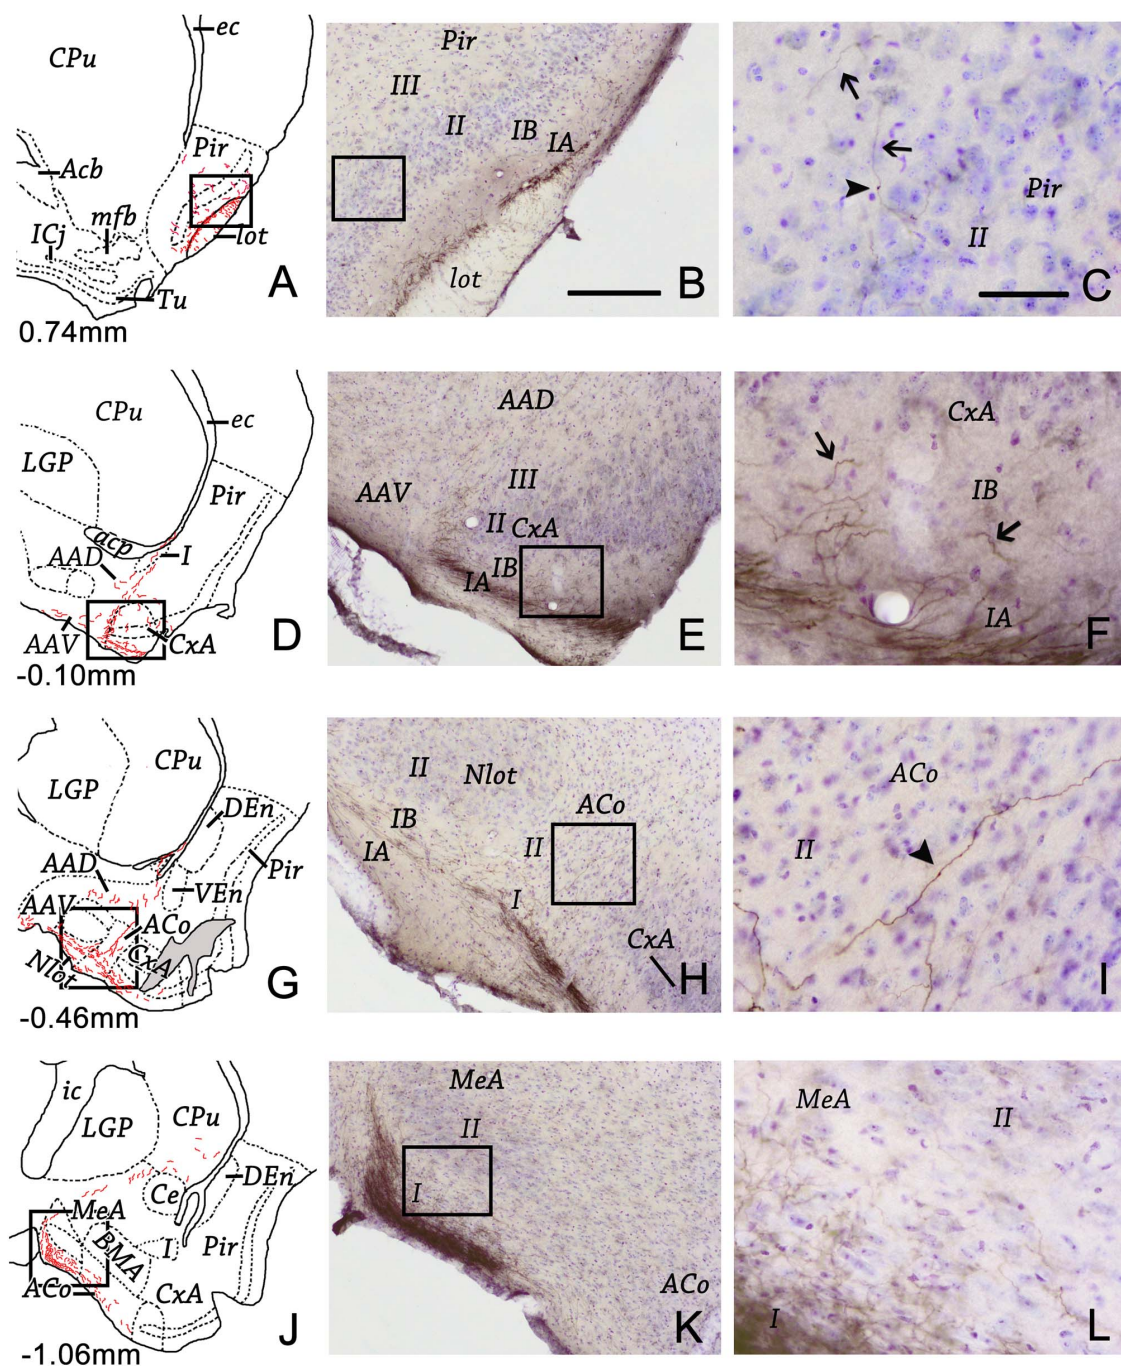 ec
CPu
Pir
Acb
mfb
ICj
lot
Tu
A
0.74mm
Pir
III
II
IB
IA
lot
B
Pir
II
C
CPu
ec
LGP
Pir
acp
AAD
I
AAV
CxA
D
-0.10mm
AAD
AAV
III
II
CxA
IB
IA
E
CxA
IB
IA
F
CPu
LGP
DEn
Pir
AAD
VEn
AAV
ACo
CxA
Nlot
G
-0.46mm
II
Nlot
ACo
IB
IA
II
I
CxA
H
ACo
II
I
ic
LGP
CPu
DEn
Ce
MeA
BMA
I
Pir
ACo
CxA
J
-1.06mm
MeA
II
I
ACo
K
MeA
II
I
L